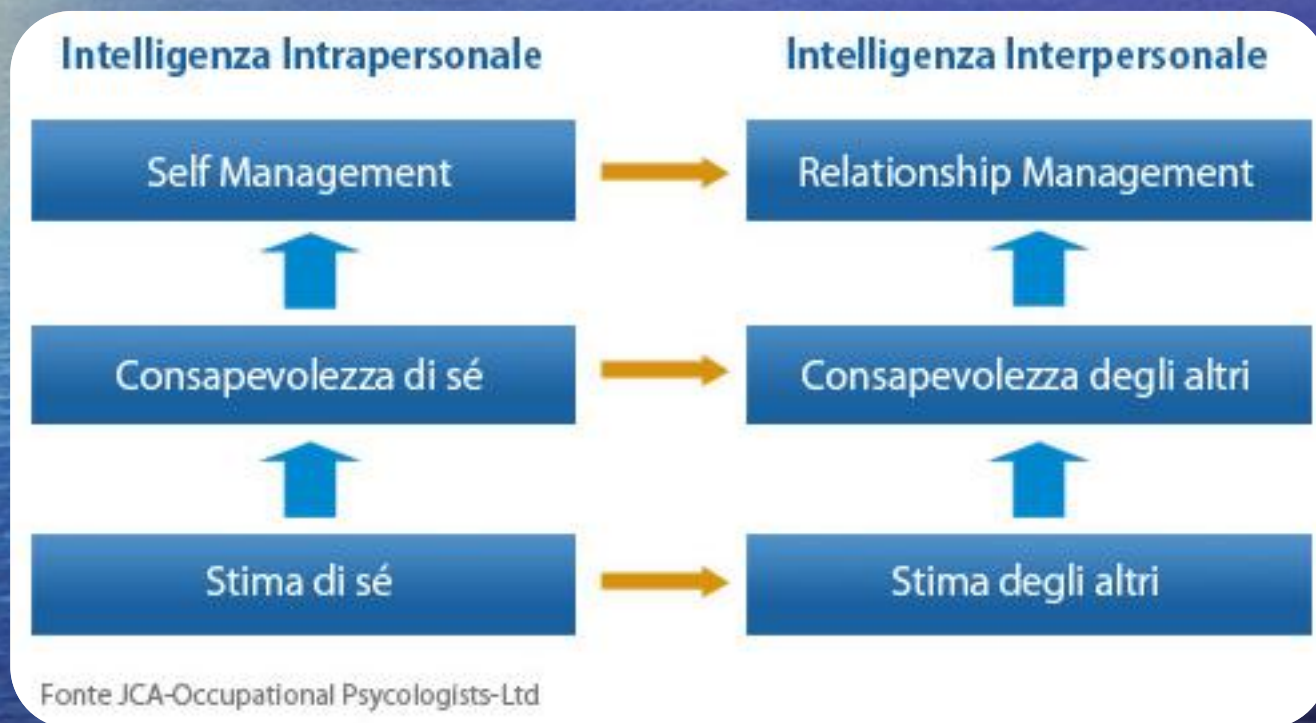 Intelligenza Intrapersonale
Intelligenza Interpersonale
Self Management
Relationship Management
Consapevolezza di sé
Consapevolezza degli altri
Stima di sé
Stima degli altri
Fonte JCA-Occupational Psycologists-Ltd